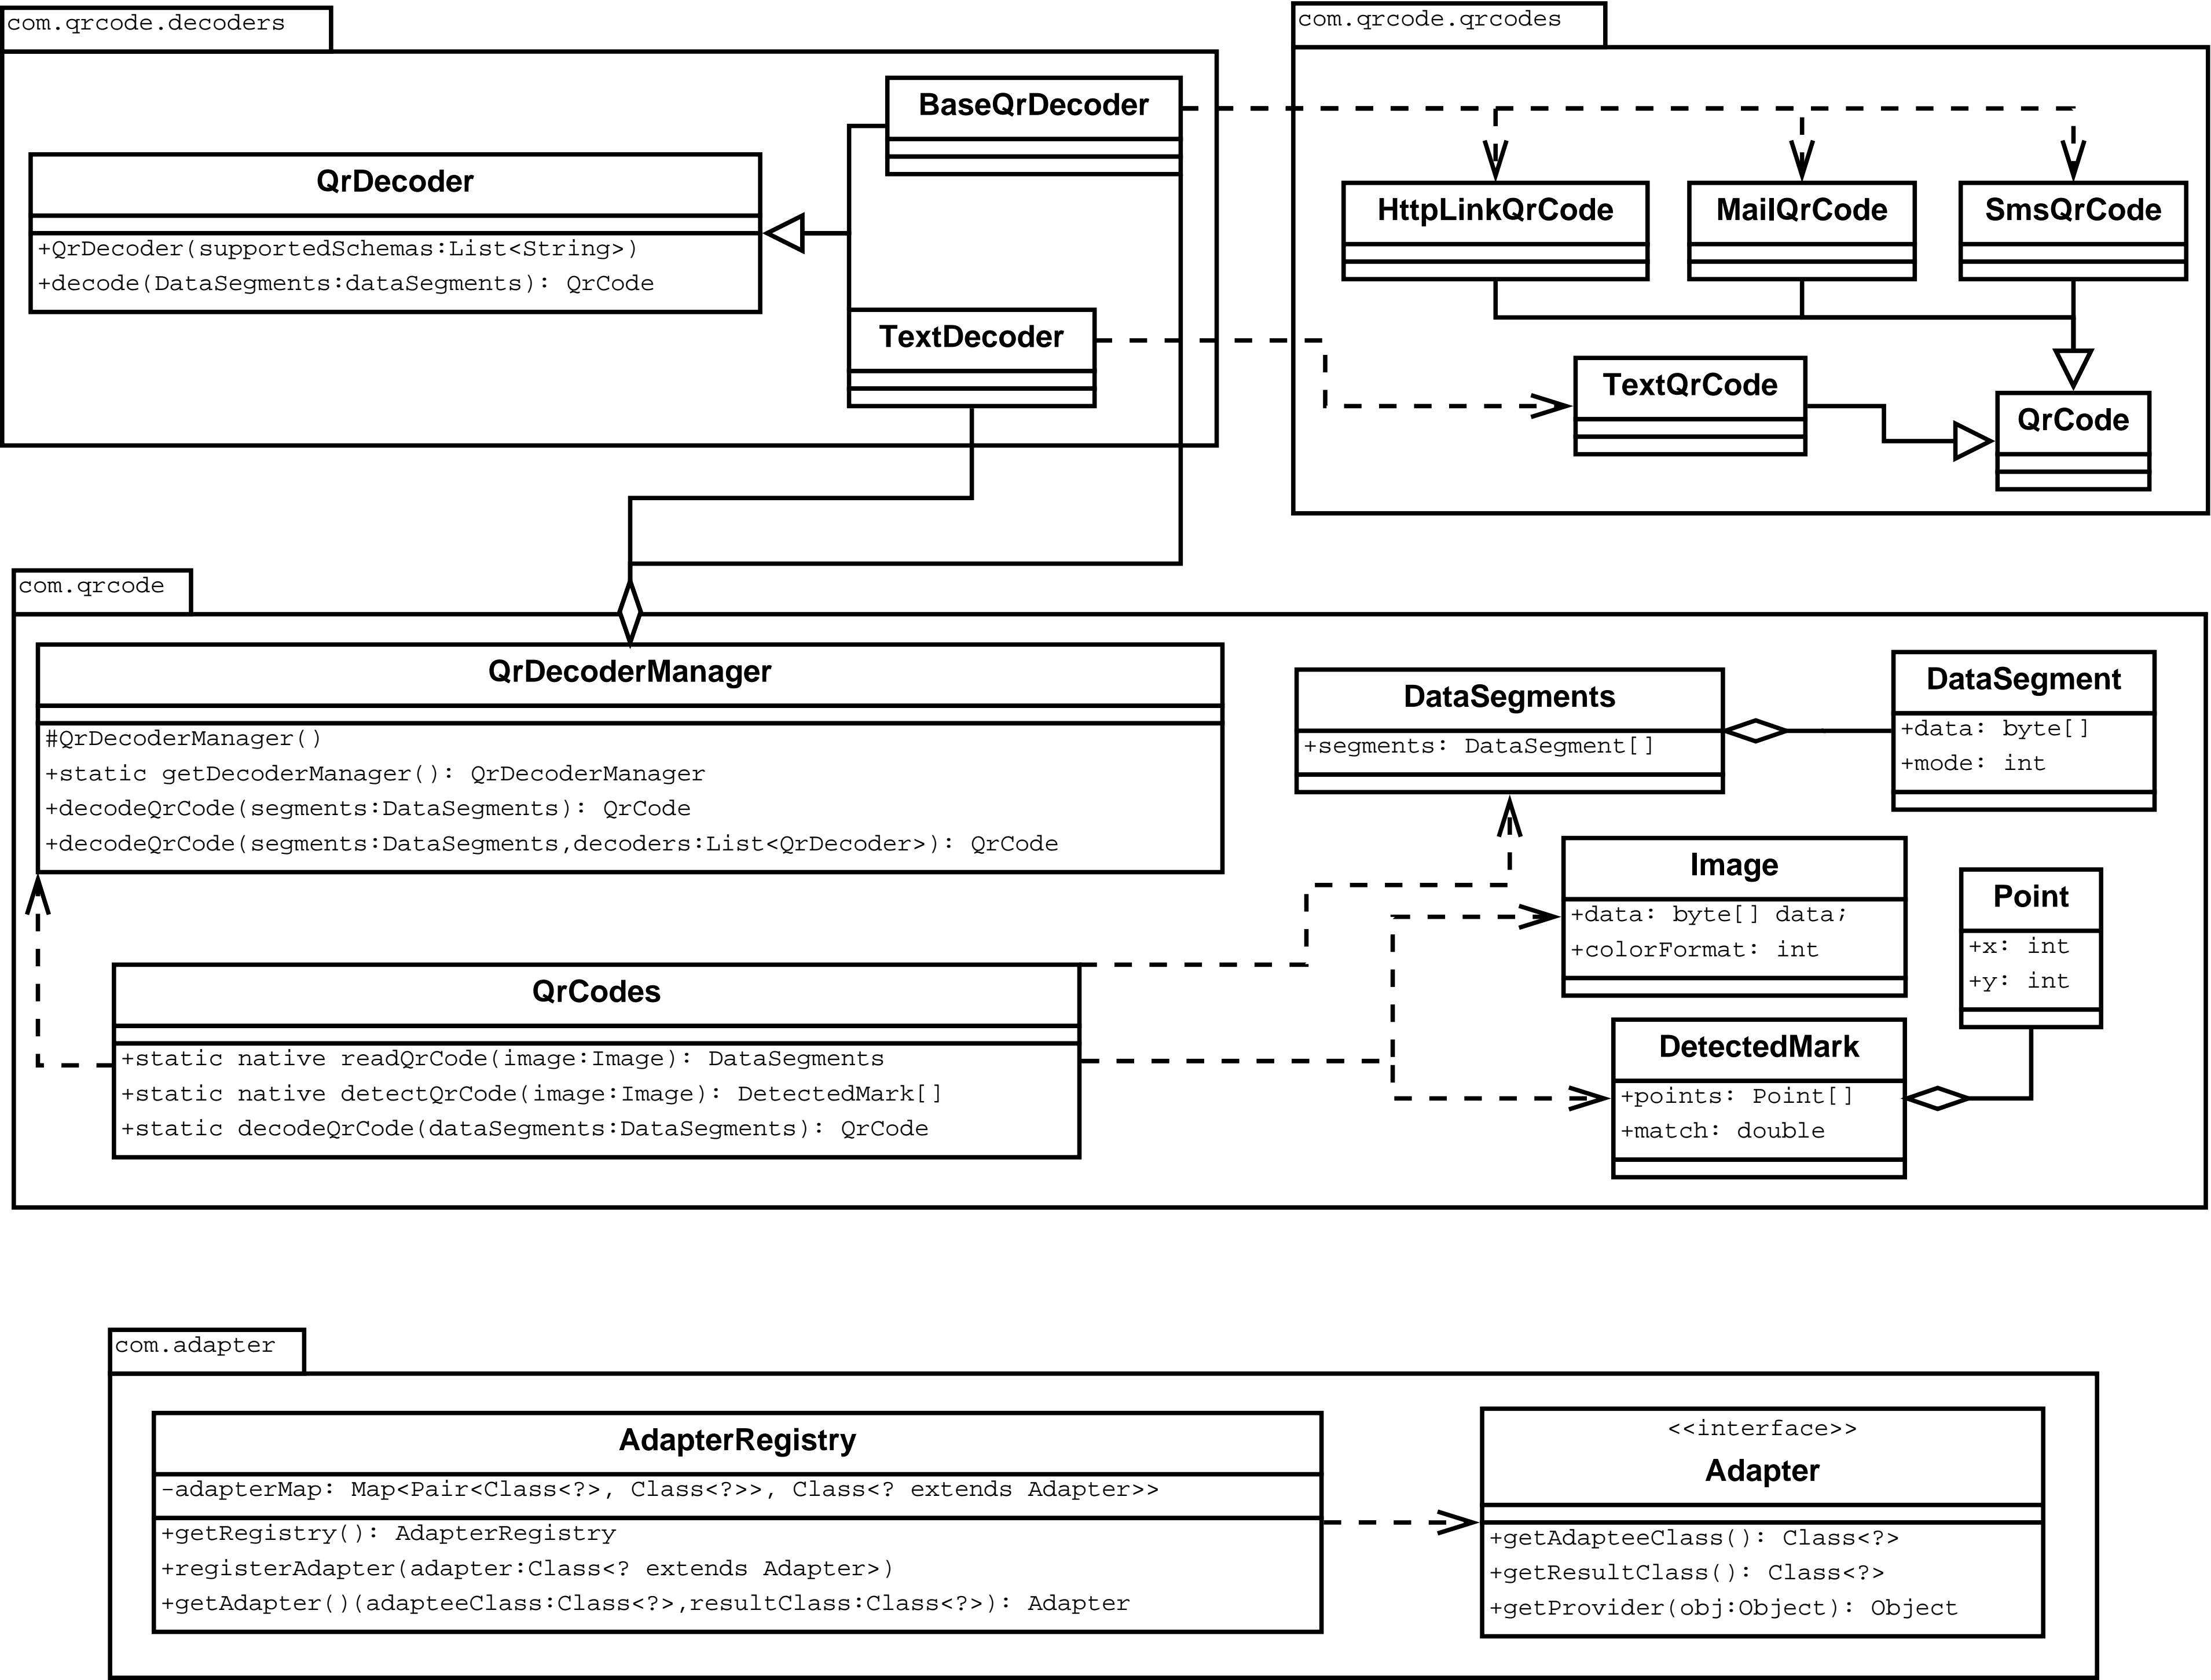 com.qrcode.decoders
BaseQrDecoder
QrDecoder
+QrDecoder(supportedSchemas:List<String>)
+decode(DataSegments:dataSegments): QrCode
TextDecoder
com.qrcode.qrcodes
HttpLinkQrCode
MailQrCode
SmsQrCode
TextQrCode
QrCode
com.qrcode
QrDecoderManager
#QrDecoderManager()
+static getDecoderManager(): QrDecoderManager
+decodeQrCode(segments:DataSegments): QrCode
+decodeQrCode(segments:DataSegments,decoders:List<QrDecoder>): QrCode
DataSegments
+segments: DataSegment[]
DataSegment
+data: byte[]
+mode: int
Image
+data: byte[] data;
+colorFormat: int
Point
+x: int
+y: int
QrCodes
+static native readQrCode(image:Image): DataSegments
+static native detectQrCode(image:Image): DetectedMark[]
+static decodeQrCode(dataSegments:DataSegments): QrCode
DetectedMark
+points: Point[]
+match: double
com.adapter
AdapterRegistry
-adapterMap: Map<Pair<Class<?>, Class<?>>, Class<? extends Adapter>>
+getRegistry(): AdapterRegistry
+registerAdapter(adapter:Class<? extends Adapter>)
+getAdapter()(adapteeClass:Class<?>,resultClass:Class<?>): Adapter
<<interface>>
Adapter
+getAdapteeClass(): Class<?>
+getResultClass(): Class<?>
+getProvider(obj:Object): Object